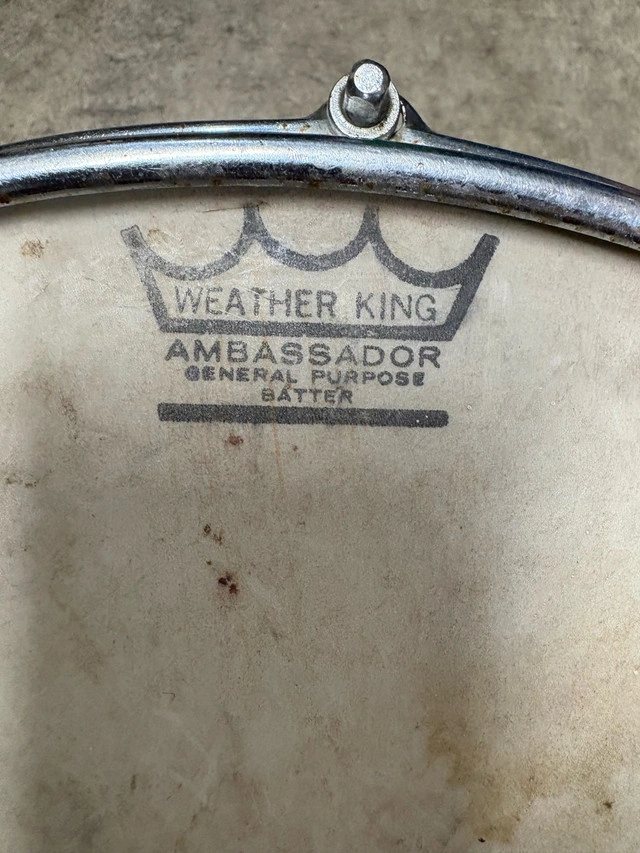 WEATHER KING
AMBASSADOR
GENERAL PURPOSE
BATTER